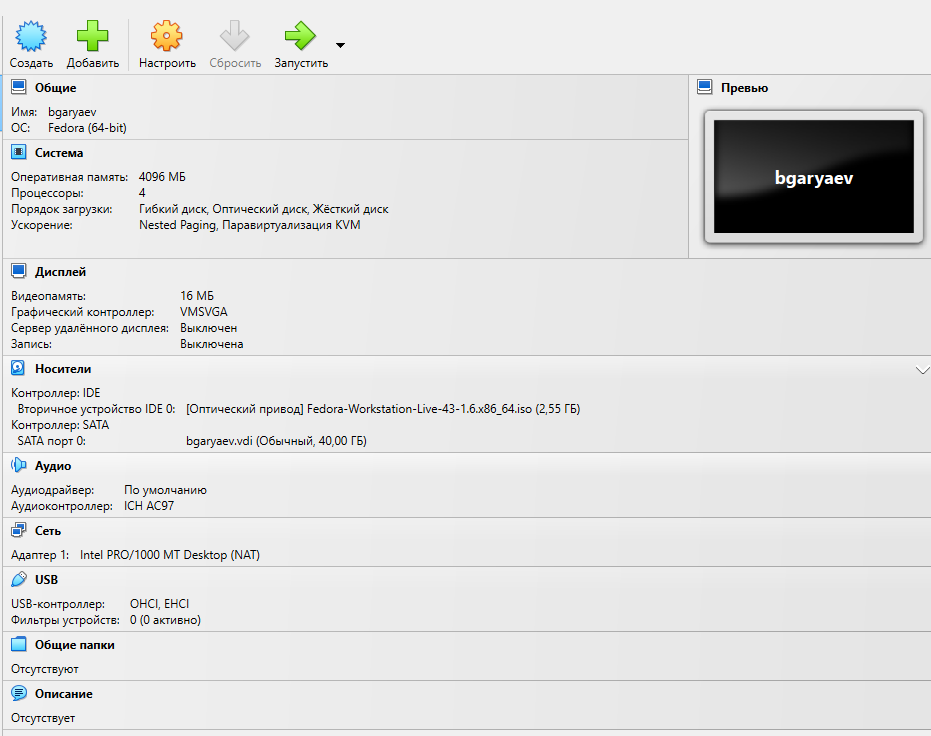 Создать Добавить Настроить Сбросить Запустить
Общие
Имя: bgaryaev
ОС: Fedora (64-bit)
Превью
bgaryaev
Система
Оперативная память: 4096 МБ
Процессоры: 4
Порядок загрузки: Гибкий диск, Оптический диск, Жёсткий диск
Ускорение: Nested Paging, Паравиртуализация KVM
Дисплей
Видеопамять: 16 МБ
Графический контроллер: VMSVGA
Сервер удалённого дисплея: Выключен
Запись: Выключена
Носители
Контроллер: IDE
Вторичное устройство IDE 0: [Оптический привод] Fedora-Workstation-Live-43-1.6.x86_64.iso (2,55 ГБ)
Контроллер: SATA
SATA порт 0: bgaryaev.vdi (Обычный, 40,00 ГБ)
Аудио
Аудиодрайвер: По умолчанию
Аудиоконтроллер: ICH AC97
Сеть
Адаптер 1: Intel PRO/1000 MT Desktop (NAT)
USB
USB-контроллер: OHCI, EHCI
Фильтры устройств: 0 (0 активно)
Общие папки
Отсутствуют
Описание
Отсутствует